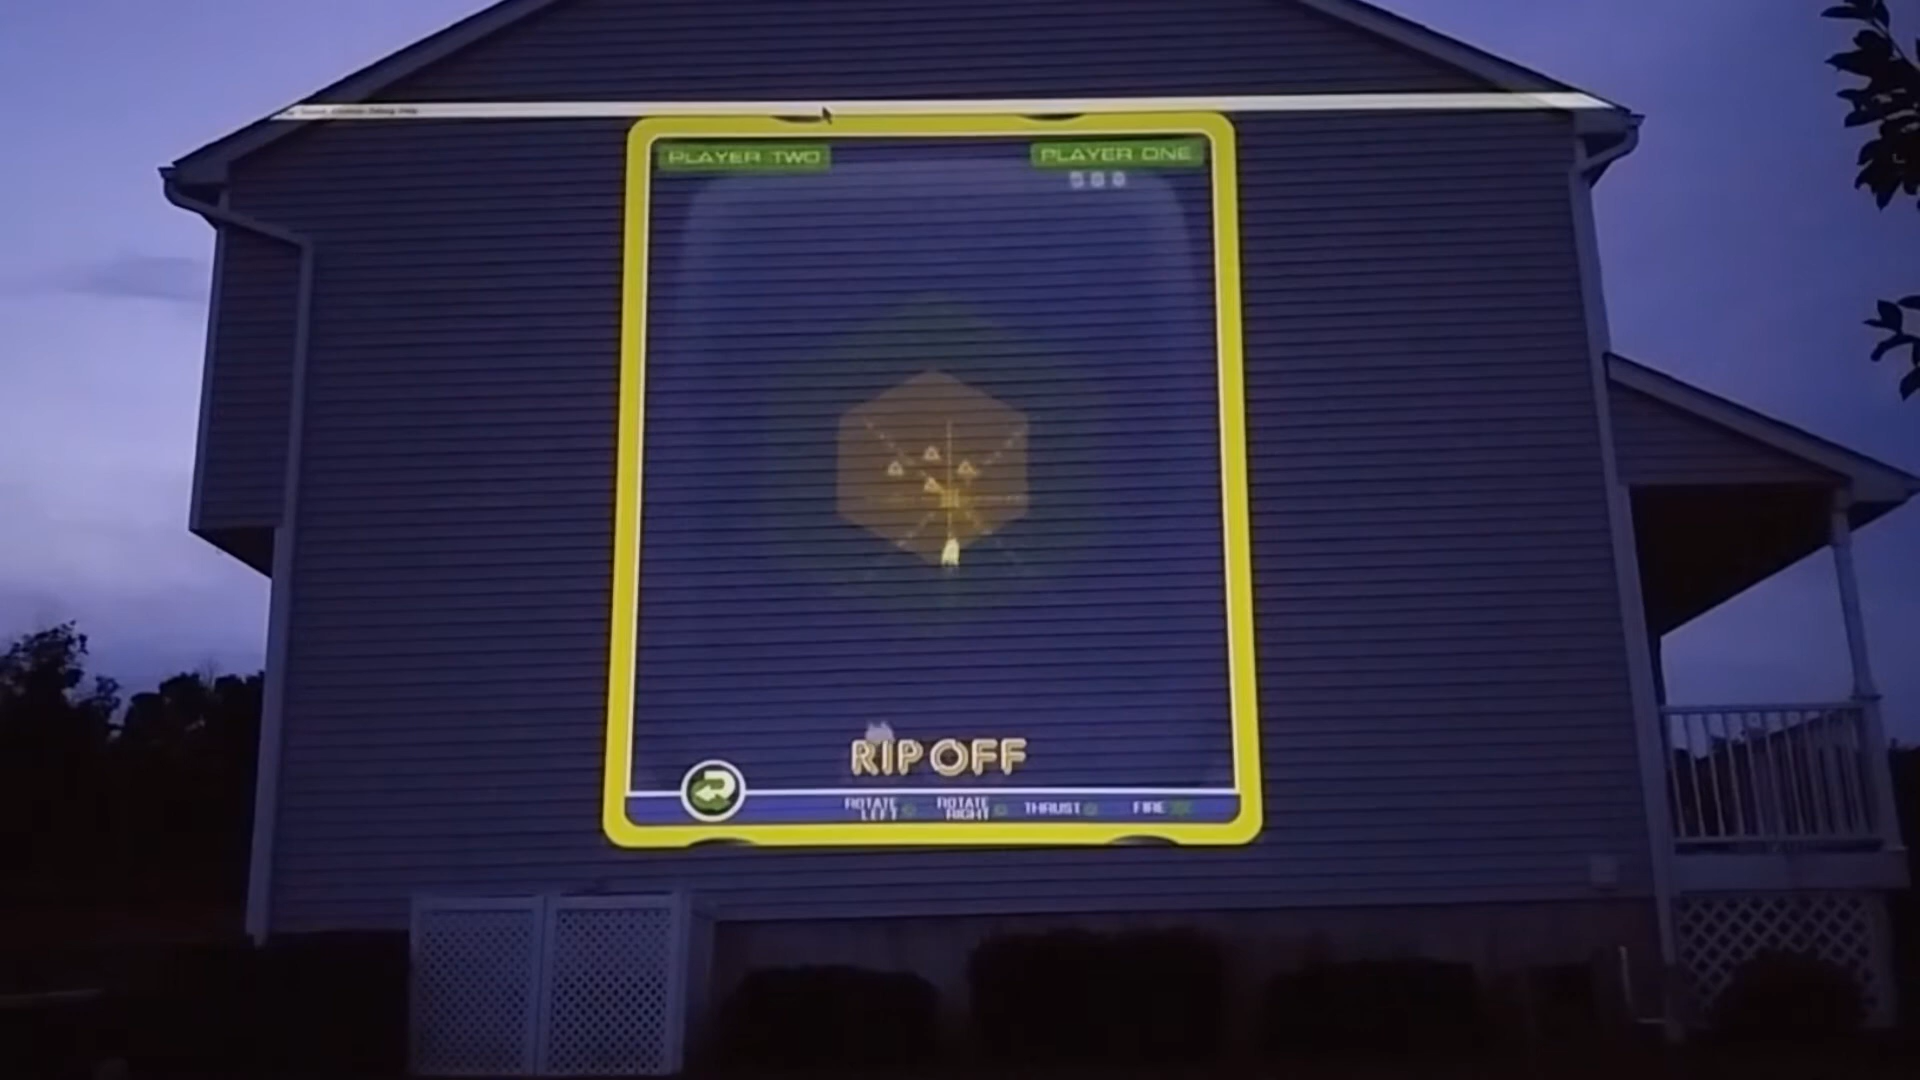 PLAYER TWO
PLAYER ONE
RIP OFF
ROTATE LEFT
ROTATE RIGHT
THRUST
FIRE